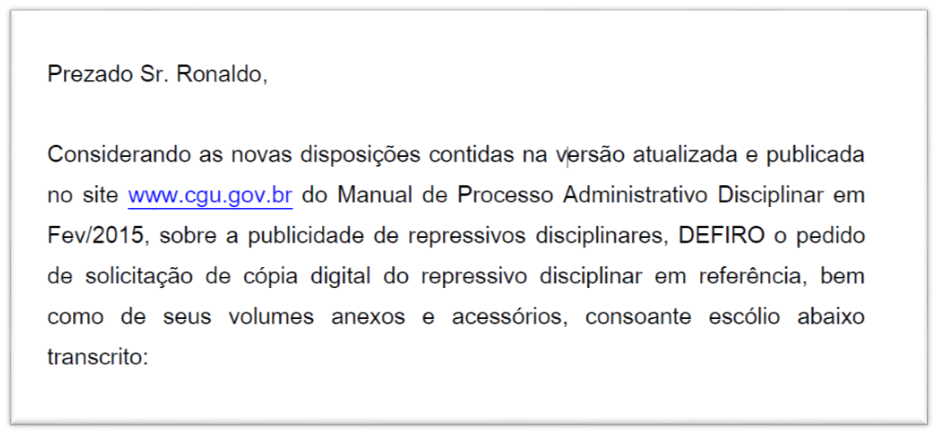 Prezado Sr. Ronaldo,
Considerando as novas disposições contidas na versão atualizada e publicada
no site www.cgu.gov.br do Manual de Processo Administrativo Disciplinar em
Fev/2015, sobre a publicidade de repressivos disciplinares, DEFIRO o pedido
de solicitação de cópia digital do repressivo disciplinar em referência, bem
como de seus volumes anexos e acessórios, consoante escólio abaixo
transcrito: